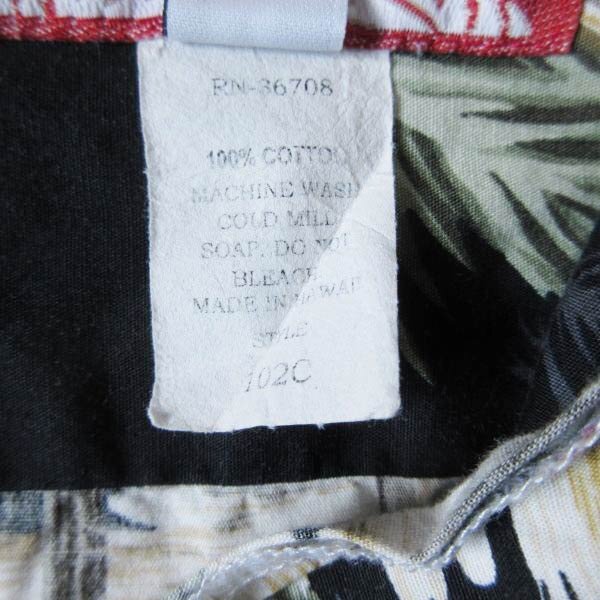 RN-36708
100% COTTON
MACHINE WASH
COLD MILD
SOAP. DO NOT
BLEACH
MADE IN HAWAII
STYLE
102C